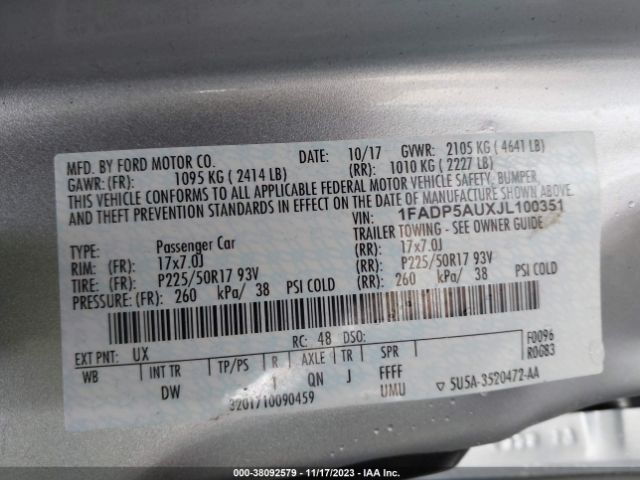 MFD. BY FORD MOTOR CO. DATE: 10/17 GVWR: 2105 KG ( 4641 LB)
GAWR: (FR): 1095 KG ( 2414 LB) (RR): 1010 KG ( 2227 LB)
THIS VEHICLE CONFORMS TO ALL APPLICABLE FEDERAL MOTOR VEHICLE SAFETY, BUMPER,
AND THEFT PREVENTION STANDARDS IN EFFECT ON THE DATE OF MANUFACTURE SHOWN ABOVE.
VIN: 1FADP5AUXJL100351
TYPE: Passenger Car TRAILER TOWING - SEE OWNER GUIDE
RIM: (FR): 17x7.0J (RR): 17x7.0J
TIRE: (FR): P225/50R17 93V (RR): P225/50R17 93V
PRESSURE: (FR): 260 kPa/ 38 PSI COLD (RR): 260 kPa/ 38 PSI COLD
EXT PNT: UX RC: 48 DSO: F0096
WB INT TR TP/PS R AXLE TR SPR R0G83
DW - 1 QN J FFFF
3201710090459 UMU 5U5A-3520472-AA
000-38092579 - 11/17/2023 - IAA Inc.